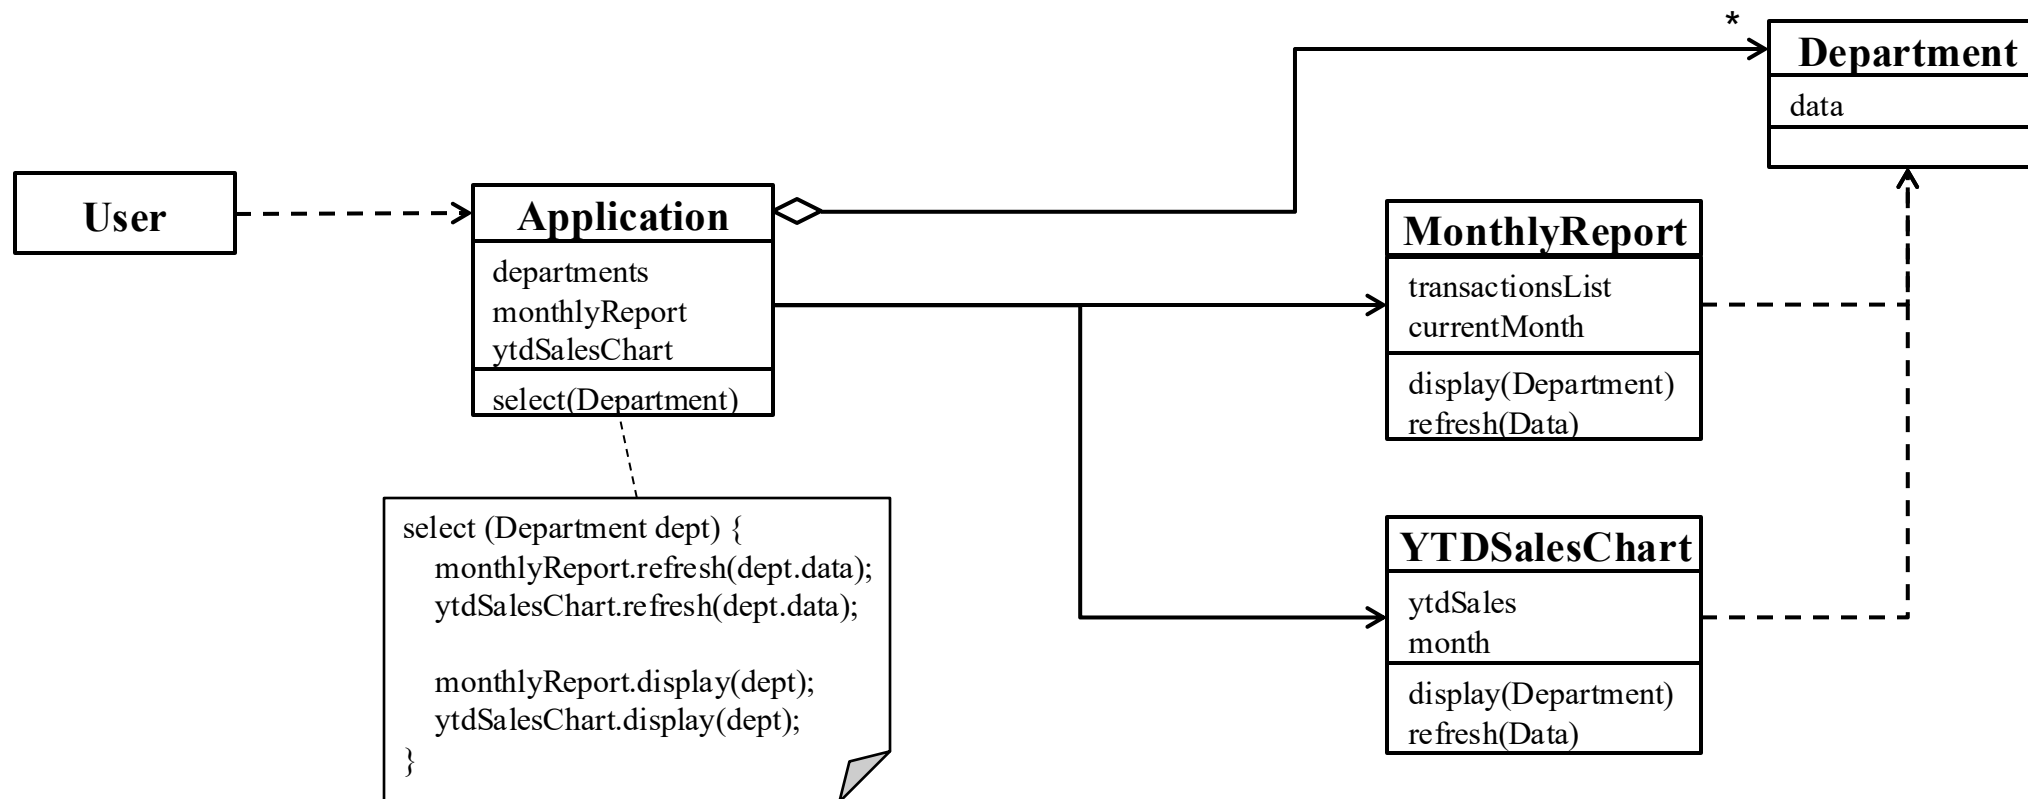 *
Department
data
User
Application
departments
monthlyReport
ytdSalesChart
select(Department)
MonthlyReport
transactionsList
currentMonth
display(Department)
refresh(Data)
select (Department dept) {
monthlyReport.refresh(dept.data);
ytdSalesChart.refresh(dept.data);
monthlyReport.display(dept);
ytdSalesChart.display(dept);
}
YTDSalesChart
ytdSales
month
display(Department)
refresh(Data)